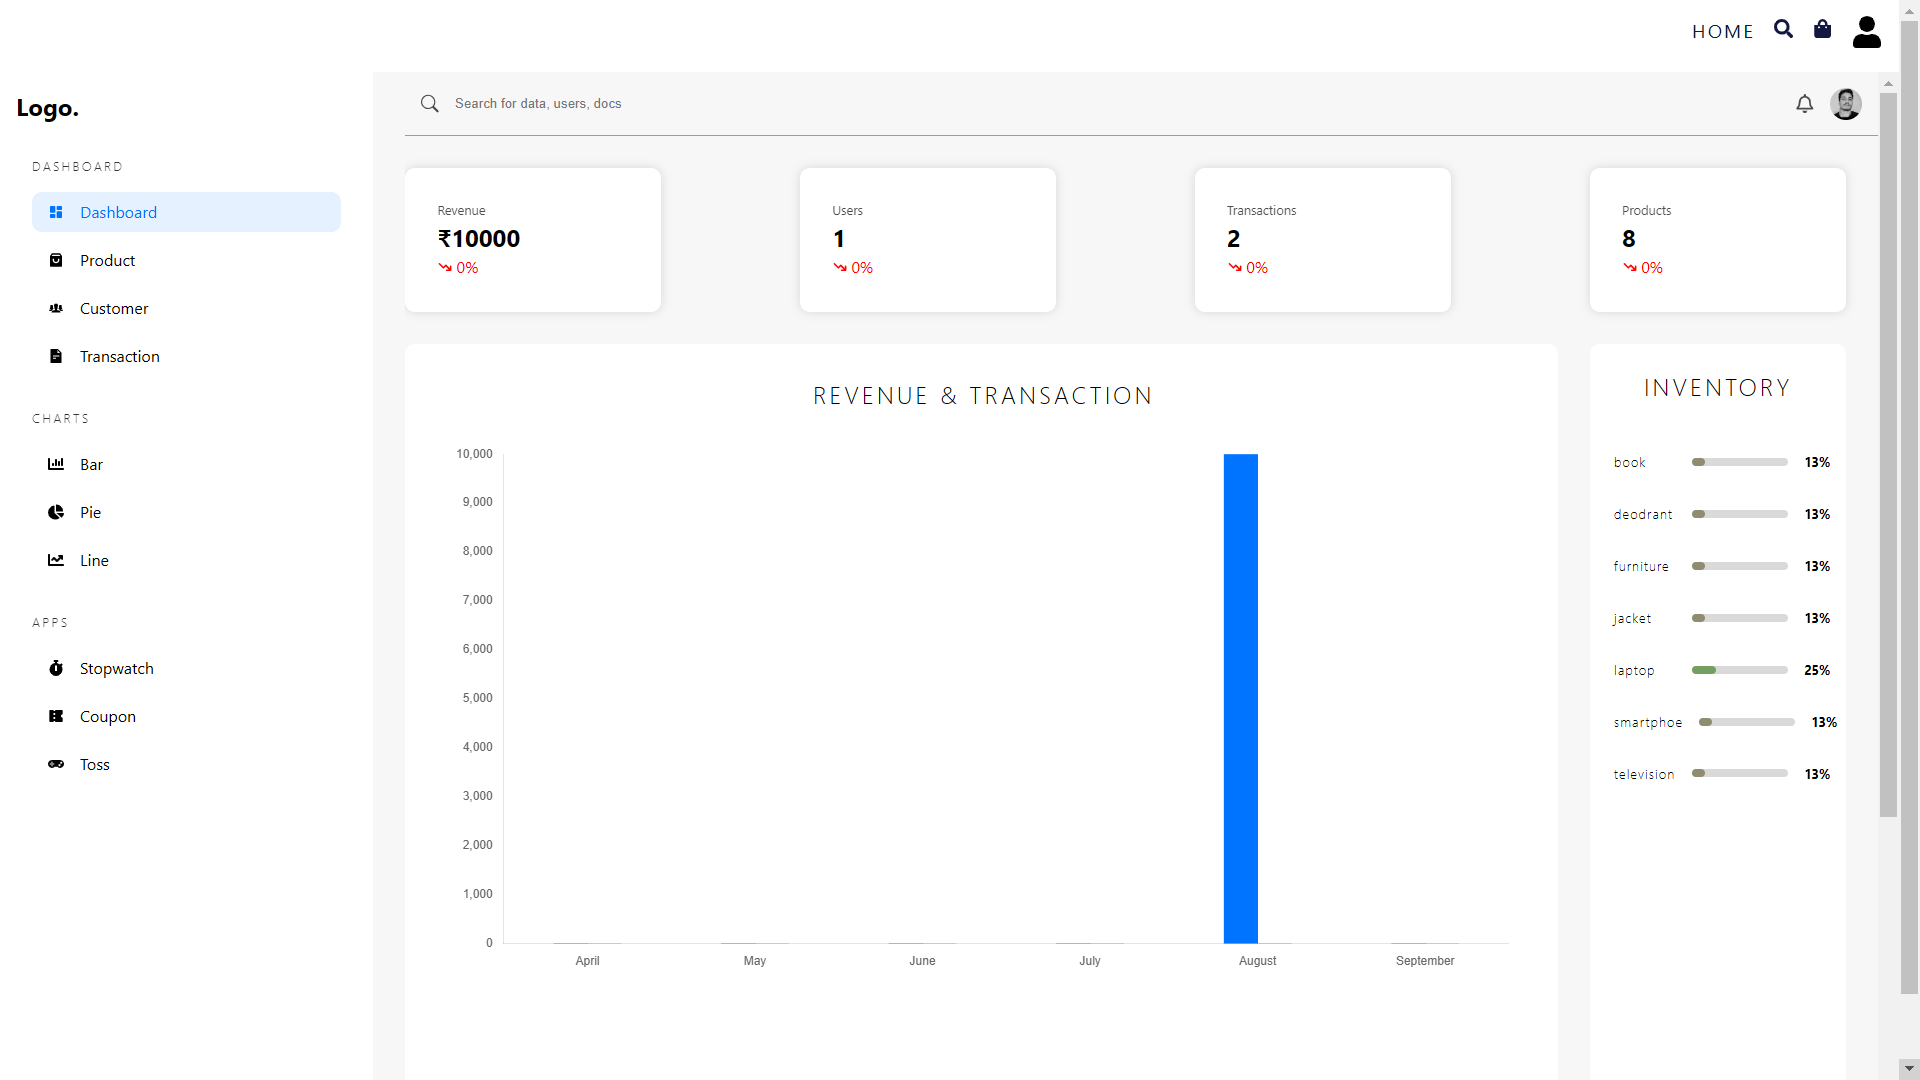 HOME
Logo.
DASHBOARD
Dashboard
Product
Customer
Transaction
CHARTS
Bar
Pie
Line
APPS
Stopwatch
Coupon
Toss
Search for data, users, docs
Revenue
₹10000
0%
Users
1
0%
Transactions
2
0%
Products
8
0%
REVENUE & TRANSACTION
10,000
9,000
8,000
7,000
6,000
5,000
4,000
3,000
2,000
1,000
0
April May June July August September
INVENTORY
book 13%
deodrant 13%
furniture 13%
jacket 13%
laptop 25%
smartphoe 13%
television 13%